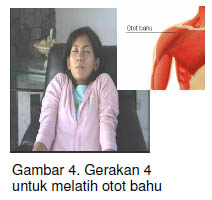 Otot bahu
Gambar 4. Gerakan 4
untuk melatih otot bahu